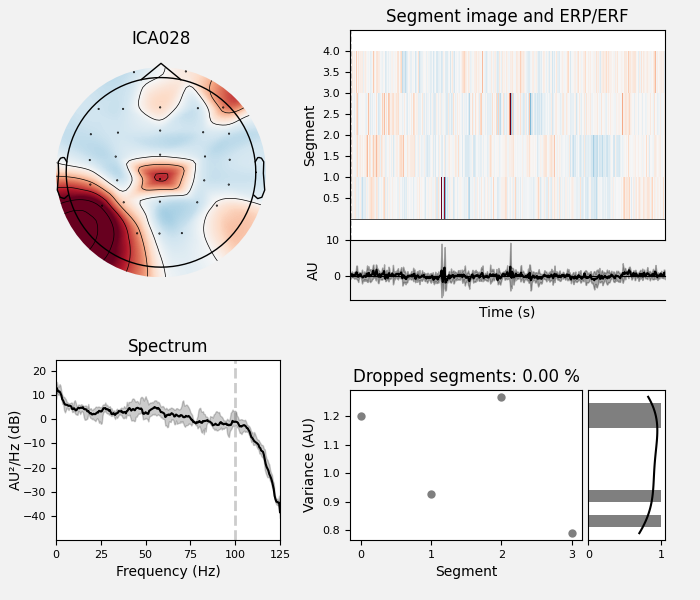 ICA028
Segment image and ERP/ERF
Segment
4.0
3.5
3.0
2.5
2.0
1.5
1.0
0.5
AU
10
0
Time (s)
Spectrum
AU²/Hz (dB)
20
10
0
−10
−20
−30
−40
0 25 50 75 100 125
Frequency (Hz)
Dropped segments: 0.00 %
Variance (AU)
1.2
1.1
1.0
0.9
0.8
0 1 2 3
Segment
0 1